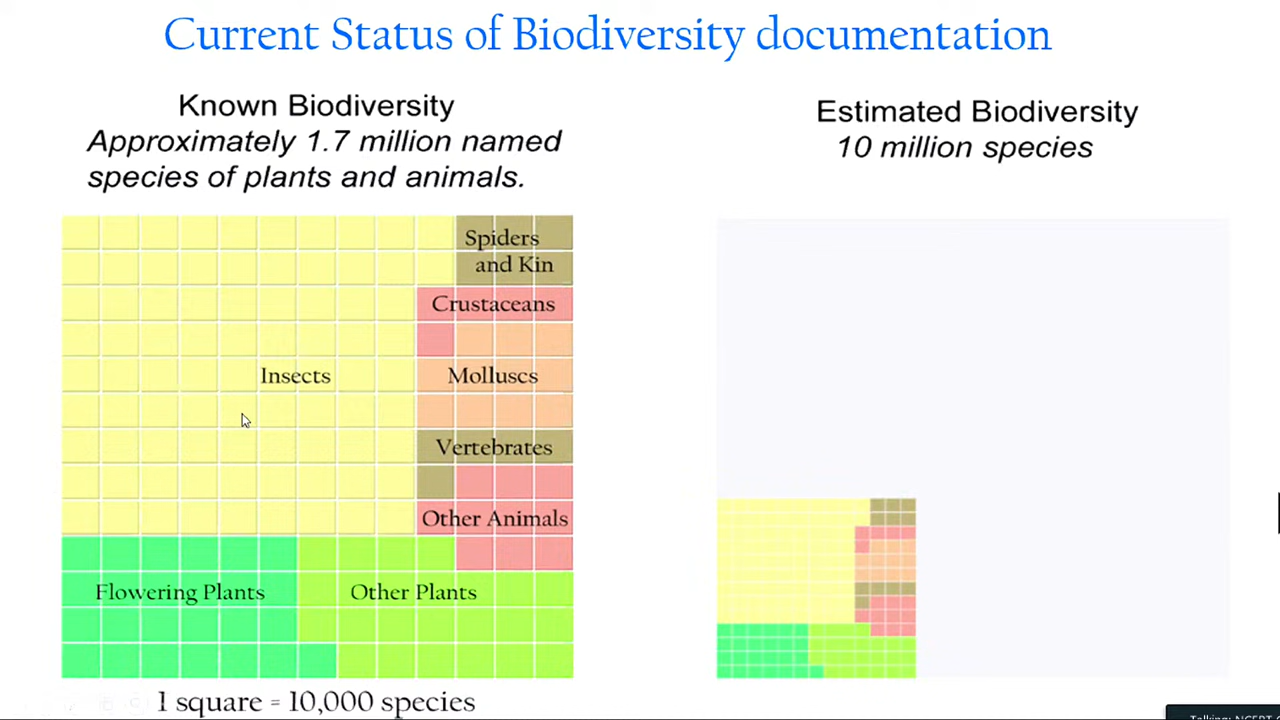 Current Status of Biodiversity documentation
Known Biodiversity
Approximately 1.7 million named
species of plants and animals.
Estimated Biodiversity
10 million species
Spiders
and Kin
Crustaceans
Insects
Molluscs
Vertebrates
Other Animals
Flowering Plants
Other Plants
1 square = 10,000 species